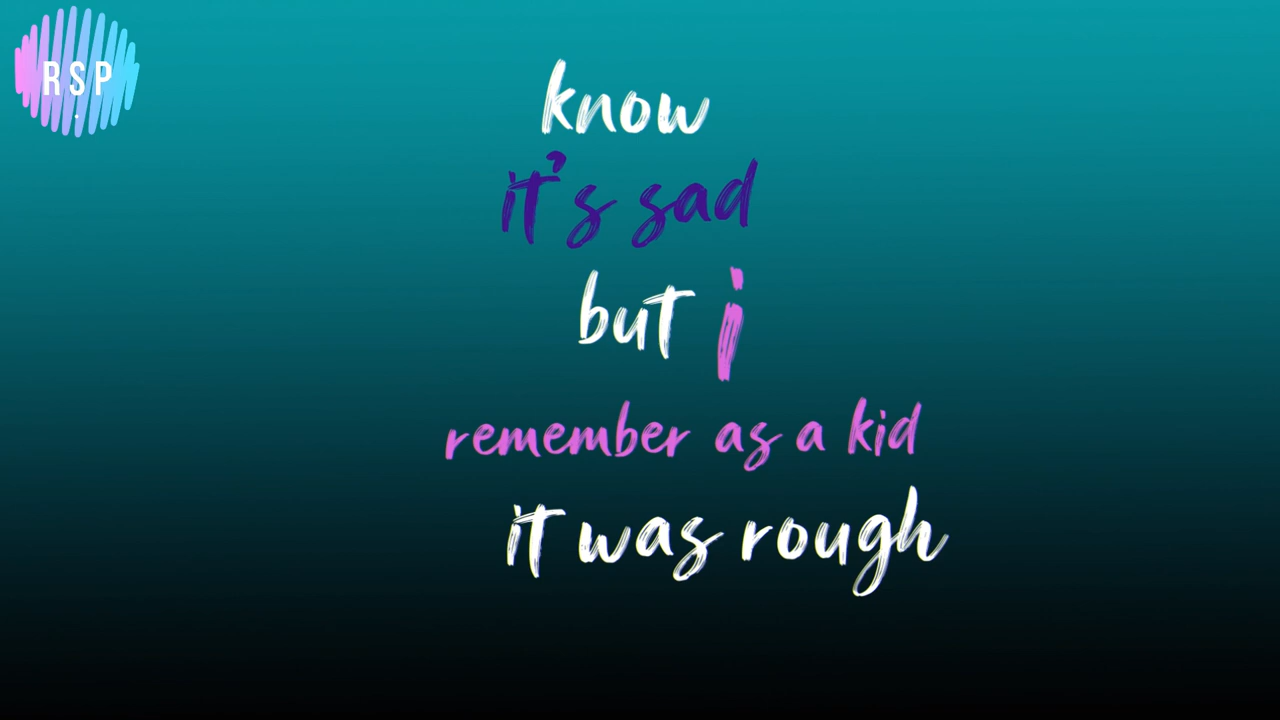 RSP
know
it's sad
but i
remember as a kid
it was rough